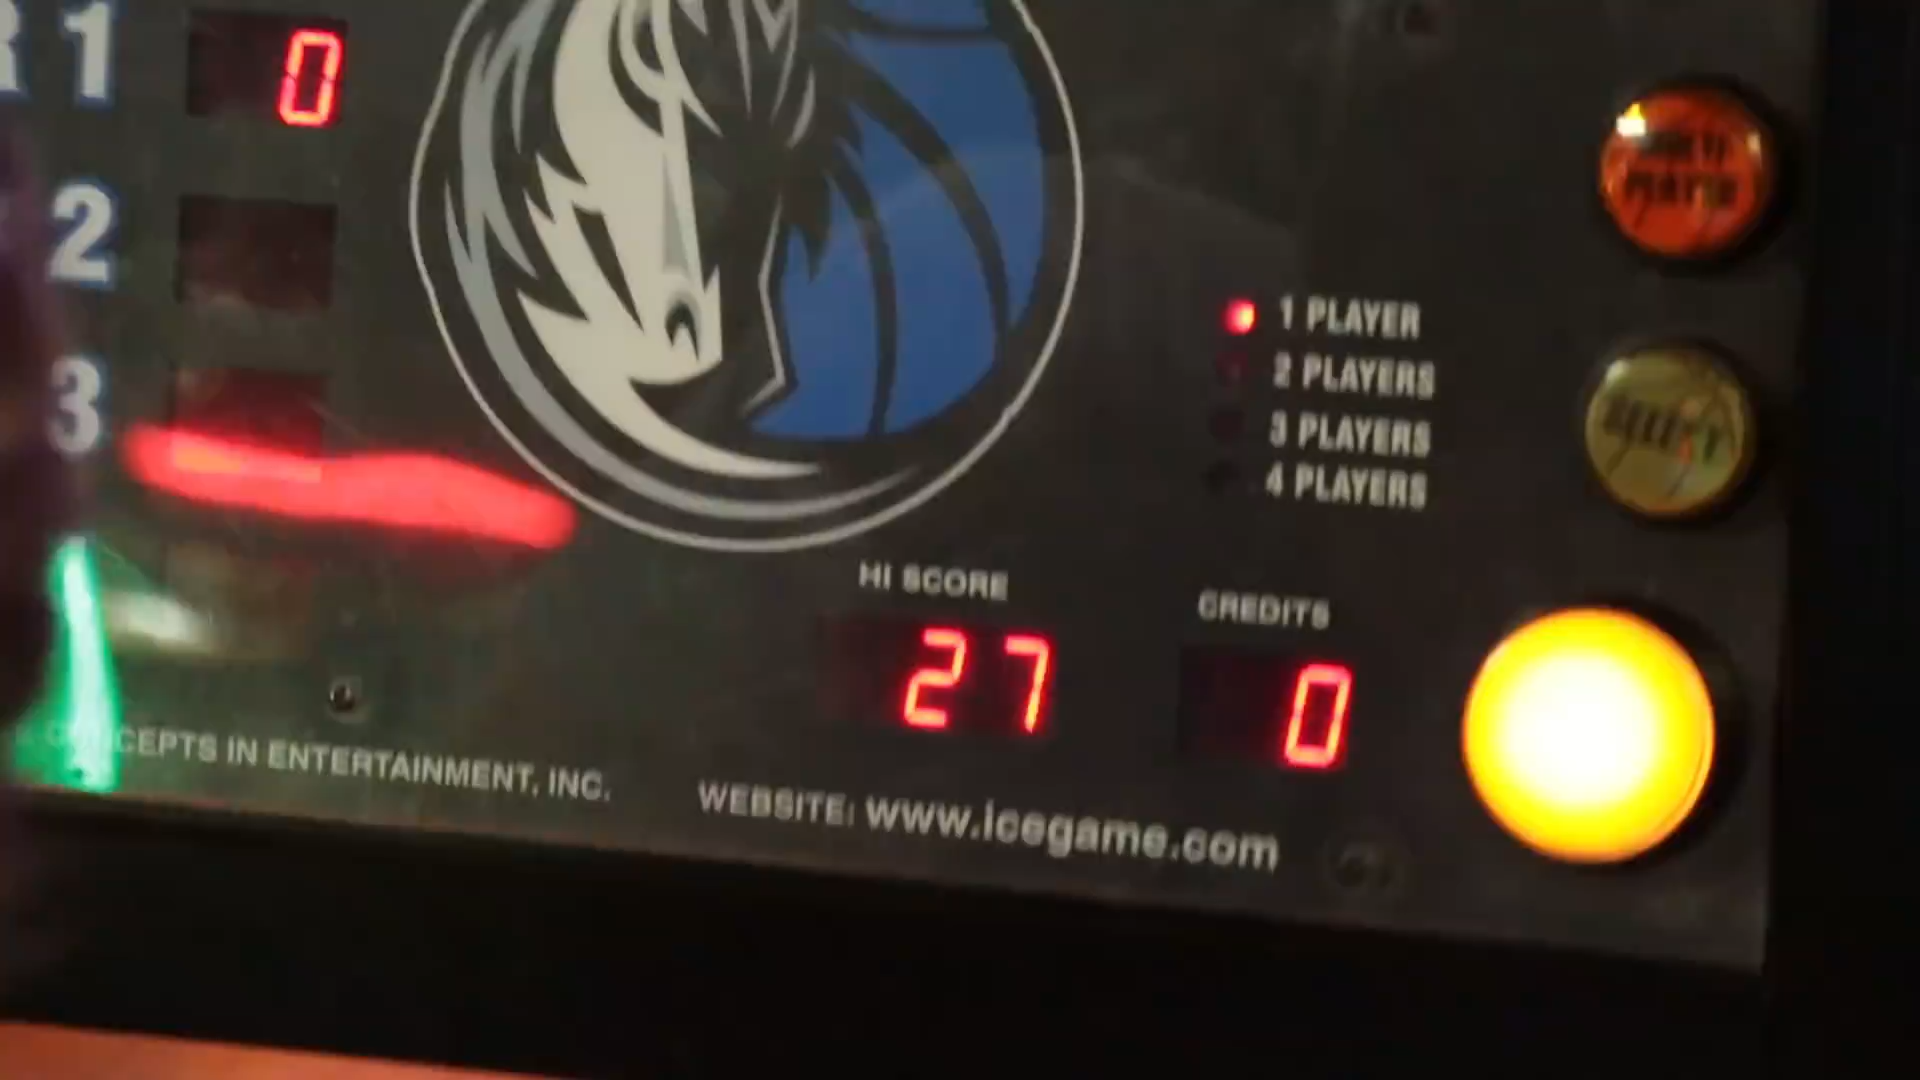 R 1
0
2
3
1 PLAYER
2 PLAYERS
3 PLAYERS
4 PLAYERS
SELECT
HI SCORE
27
CREDITS
0
CEPTS IN ENTERTAINMENT, INC.
WEBSITE: www.icegame.com